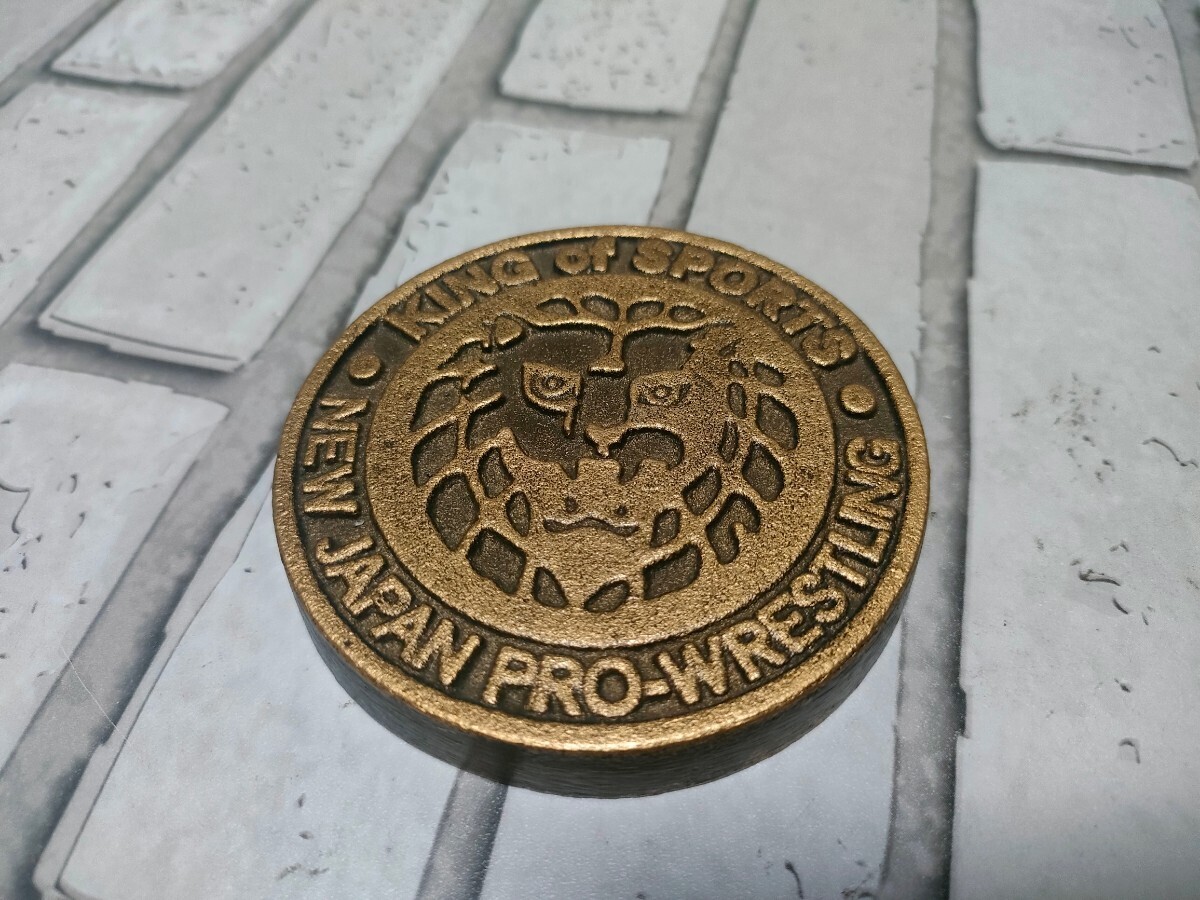 KING of SPORTS
NEW JAPAN PRO-WRESTLING